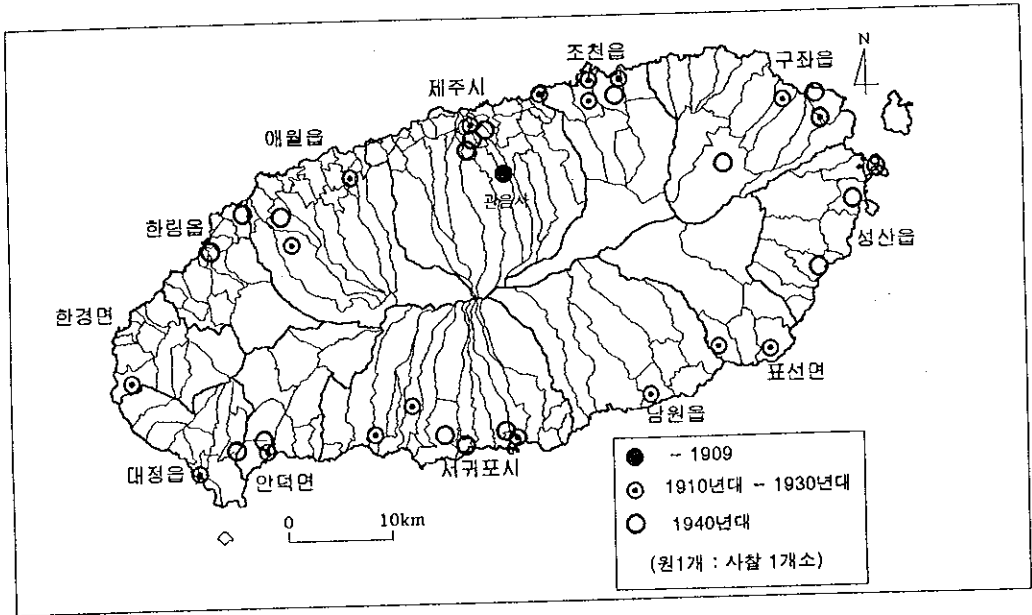 조천읍
구좌읍
N
제주시
애월읍
관음사
한림읍
성산읍
한경면
표선면
남원읍
서귀포시
대정읍
안덕면
0 10km
~ 1909
1910년대 ~ 1930년대
1940년대
(원1개 : 사찰 1개소)